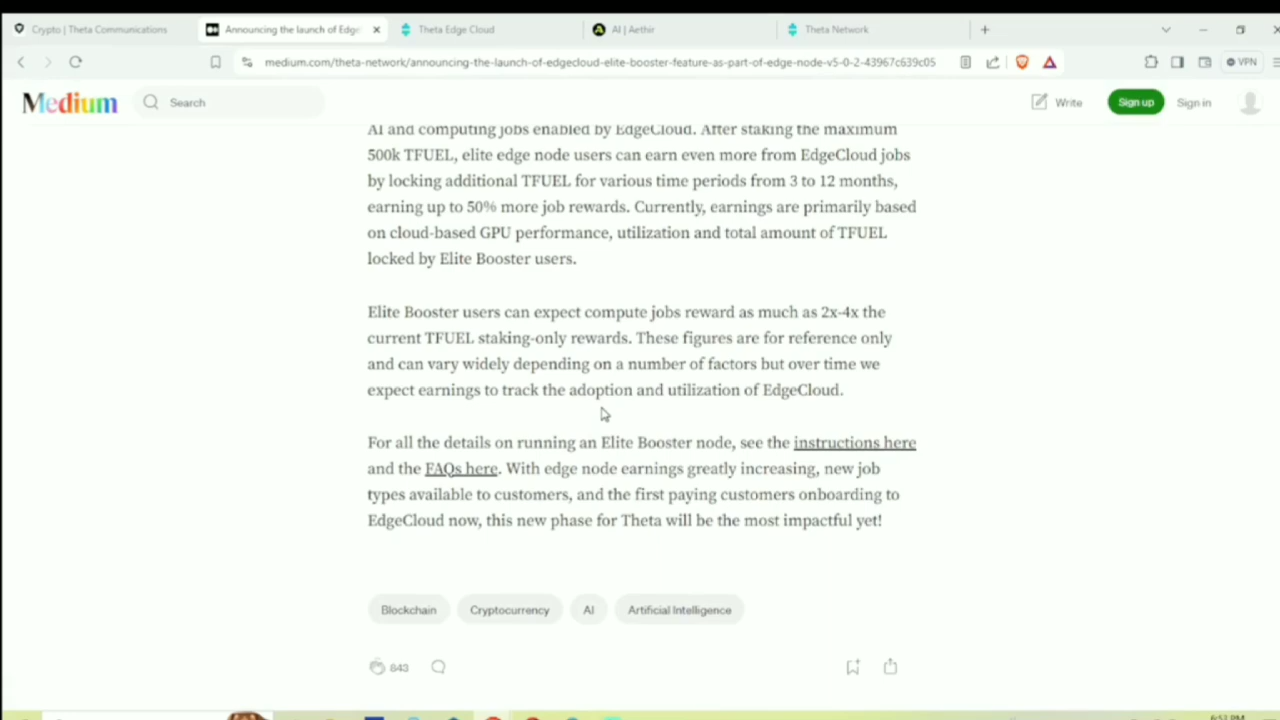 Crypto | Theta Communications
Announcing the launch of Edge
Theta Edge Cloud
AI | Aethir
Theta Network
medium.com/theta-network/announcing-the-launch-of-edgecloud-elite-booster-feature-as-part-of-edge-node-v5-0-2-43967c639c05
VPN
Medium
Search
Write
Sign up
Sign in
AI and computing jobs enabled by EdgeCloud. After staking the maximum
500k TFUEL, elite edge node users can earn even more from EdgeCloud jobs
by locking additional TFUEL for various time periods from 3 to 12 months,
earning up to 50% more job rewards. Currently, earnings are primarily based
on cloud-based GPU performance, utilization and total amount of TFUEL
locked by Elite Booster users.
Elite Booster users can expect compute jobs reward as much as 2x-4x the
current TFUEL staking-only rewards. These figures are for reference only
and can vary widely depending on a number of factors but over time we
expect earnings to track the adoption and utilization of EdgeCloud.
For all the details on running an Elite Booster node, see the instructions here
and the FAQs here. With edge node earnings greatly increasing, new job
types available to customers, and the first paying customers onboarding to
EdgeCloud now, this new phase for Theta will be the most impactful yet!
Blockchain
Cryptocurrency
AI
Artificial Intelligence
843